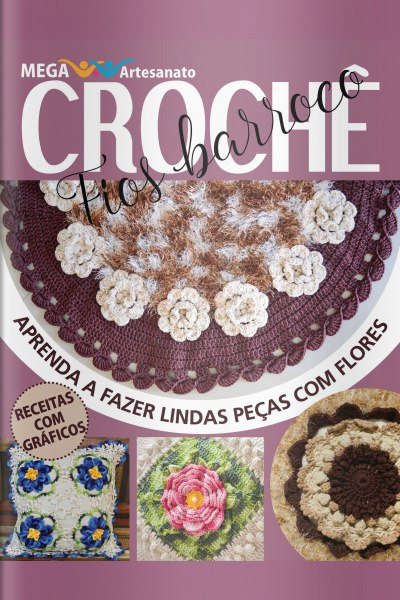 MEGA Artesanato
CROCHÊ
Fios barroco
APRENDA A FAZER LINDAS PEÇAS COM FLORES
RECEITAS
COM
GRÁFICOS